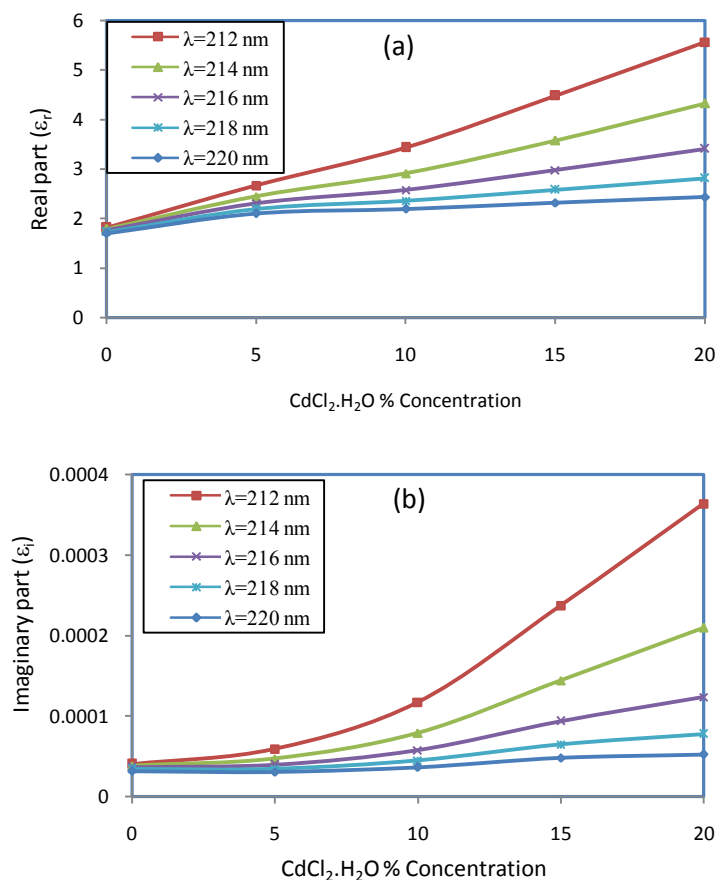 (a)
λ=212 nm
λ=214 nm
λ=216 nm
λ=218 nm
λ=220 nm
Real part (εᵣ)
6
5
4
3
2
1
0
0 5 10 15 20
CdCl₂.H₂O % Concentration
(b)
λ=212 nm
λ=214 nm
λ=216 nm
λ=218 nm
λ=220 nm
Imaginary part (εᵢ)
0.0004
0.0003
0.0002
0.0001
0
0 5 10 15 20
CdCl₂.H₂O % Concentration